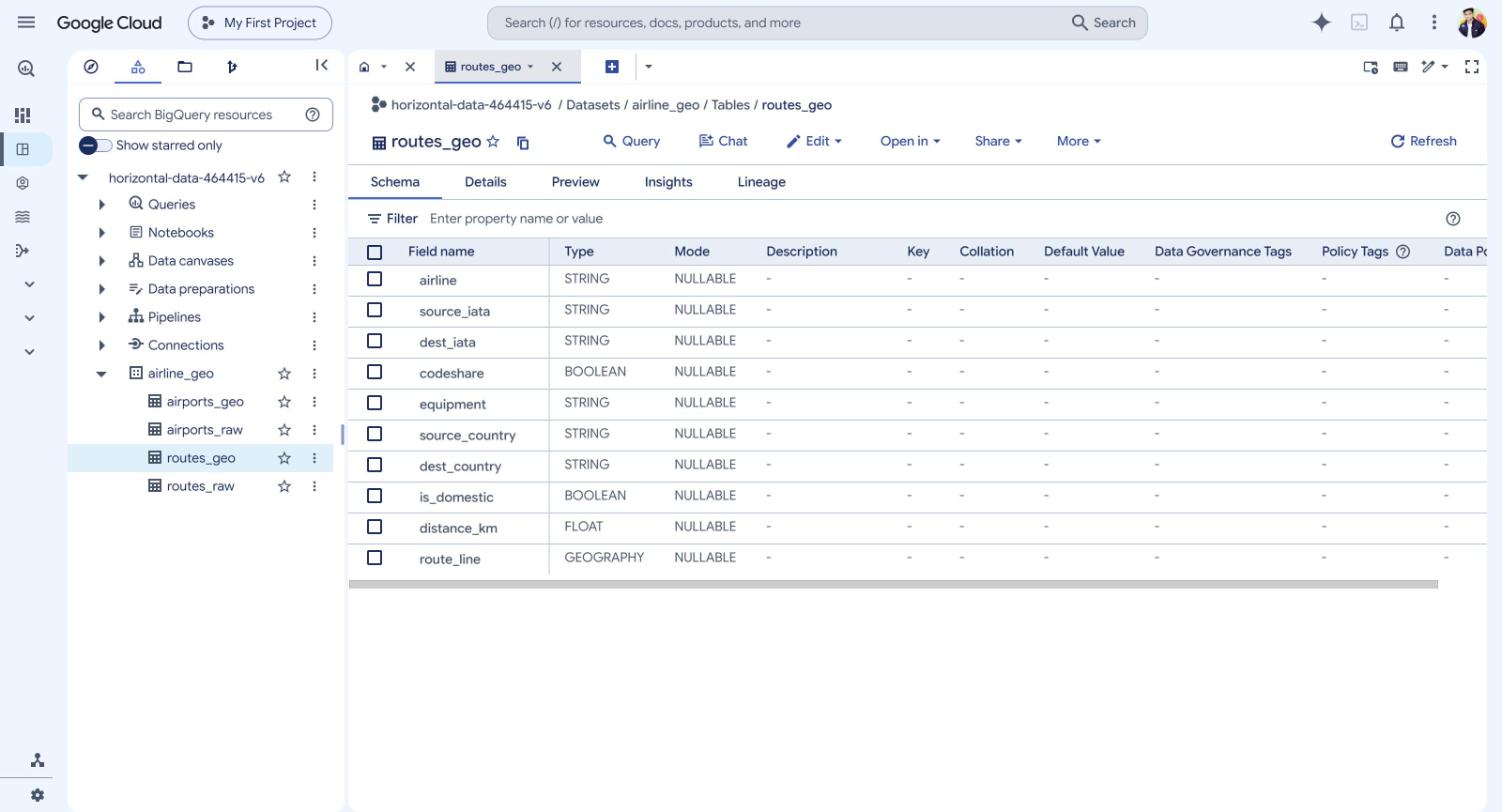 Google Cloud My First Project Search (/) for resources, docs, products, and more Search
routes_geo
Search BigQuery resources
Show starred only
horizontal-data-464415-v6
Queries
Notebooks
Data canvases
Data preparations
Pipelines
Connections
airline_geo
airports_geo
airports_raw
routes_geo
routes_raw
horizontal-data-464415-v6 / Datasets / airline_geo / Tables / routes_geo
routes_geo Query Chat Edit Open in Share More Refresh
Schema Details Preview Insights Lineage
Filter Enter property name or value
Field name Type Mode Description Key Collation Default Value Data Governance Tags Policy Tags Data Po
airline STRING NULLABLE - - - - - - -
source_iata STRING NULLABLE - - - - - - -
dest_iata STRING NULLABLE - - - - - - -
codeshare BOOLEAN NULLABLE - - - - - - -
equipment STRING NULLABLE - - - - - - -
source_country STRING NULLABLE - - - - - - -
dest_country STRING NULLABLE - - - - - - -
is_domestic BOOLEAN NULLABLE - - - - - - -
distance_km FLOAT NULLABLE - - - - - - -
route_line GEOGRAPHY NULLABLE - - - - - - -